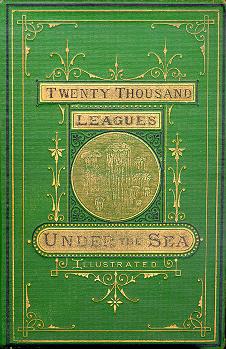 TWENTY THOUSAND
LEAGUES
UNDER THE SEA
ILLUSTRATED